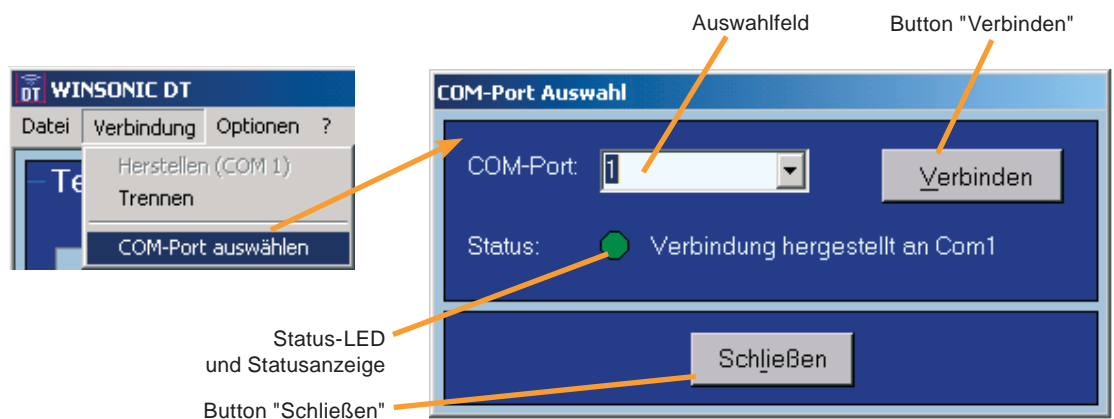 Auswahlfeld
Button "Verbinden"
DT WINSONIC DT
Datei Verbindung Optionen ?
Herstellen (COM 1)
Te
Trennen
COM-Port auswählen
COM-Port Auswahl
COM-Port: 1 Verbinden
Status: Verbindung hergestellt an Com1
Schließen
Status-LED
und Statusanzeige
Button "Schließen"